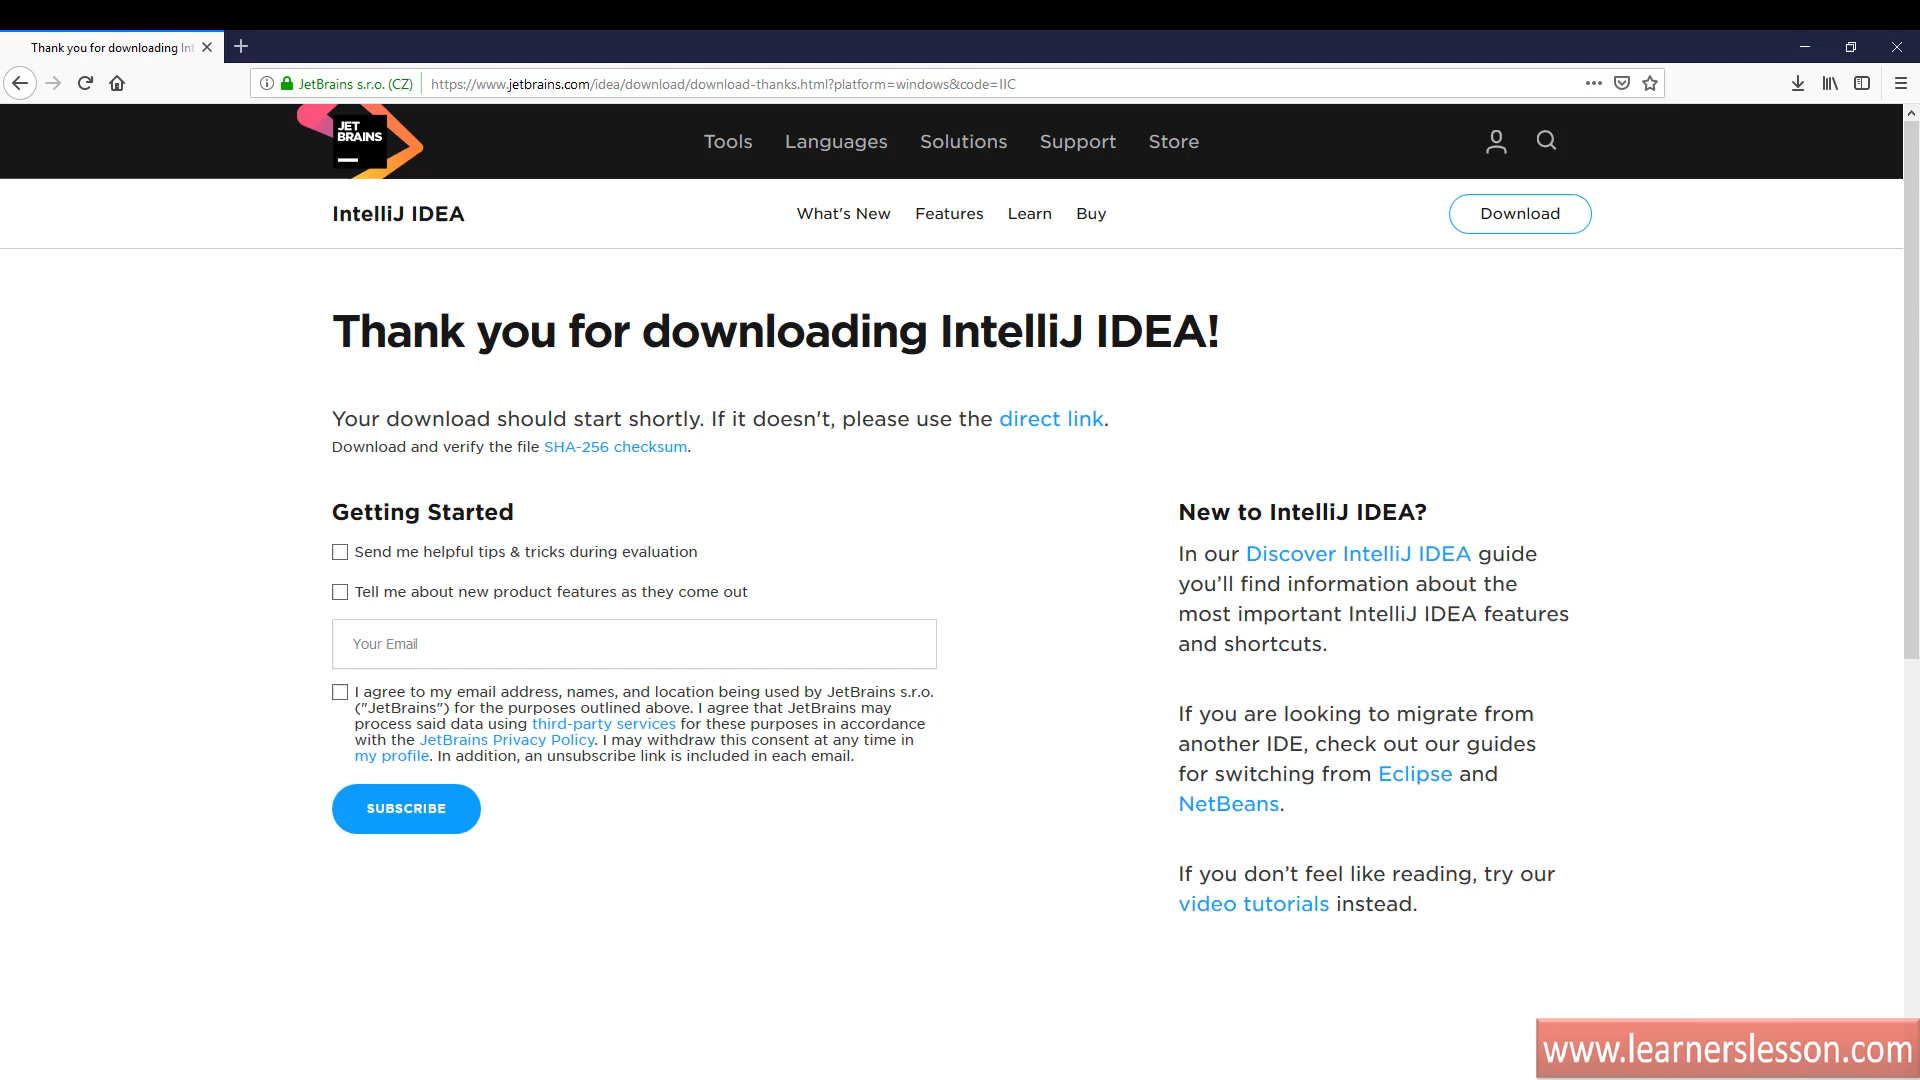 Thank you for downloading Int
JetBrains s.r.o. (CZ)
https://www.jetbrains.com/idea/download/download-thanks.html?platform=windows&code=IIC
JET
BRAINS
Tools Languages Solutions Support Store
IntelliJ IDEA
What's New Features Learn Buy
Download
Thank you for downloading IntelliJ IDEA!
Your download should start shortly. If it doesn't, please use the direct link.
Download and verify the file SHA-256 checksum.
Getting Started
Send me helpful tips & tricks during evaluation
Tell me about new product features as they come out
Your Email
I agree to my email address, names, and location being used by JetBrains s.r.o.
("JetBrains") for the purposes outlined above. I agree that JetBrains may
process said data using third-party services for these purposes in accordance
with the JetBrains Privacy Policy. I may withdraw this consent at any time in
my profile. In addition, an unsubscribe link is included in each email.
SUBSCRIBE
New to IntelliJ IDEA?
In our Discover IntelliJ IDEA guide
you’ll find information about the
most important IntelliJ IDEA features
and shortcuts.
If you are looking to migrate from
another IDE, check out our guides
for switching from Eclipse and
NetBeans.
If you don’t feel like reading, try our
video tutorials instead.
www.learnerslesson.com